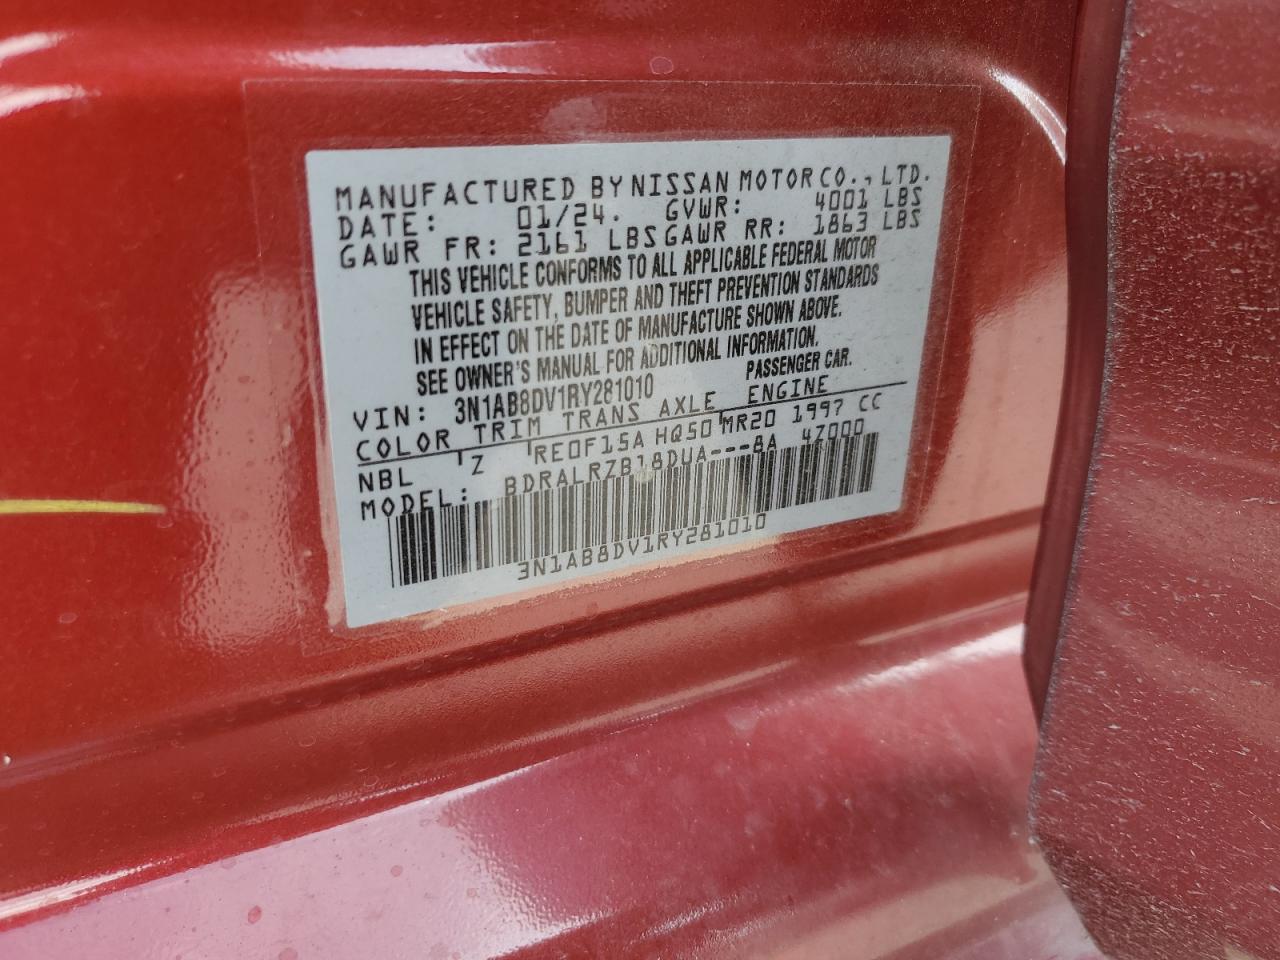 MANUFACTURED BY NISSAN MOTOR CO., LTD.
DATE: 01/24. GVWR: 4001 LBS
GAWR FR: 2161 LBS GAWR RR: 1863 LBS
THIS VEHICLE CONFORMS TO ALL APPLICABLE FEDERAL MOTOR
VEHICLE SAFETY, BUMPER AND THEFT PREVENTION STANDARDS
IN EFFECT ON THE DATE OF MANUFACTURE SHOWN ABOVE.
SEE OWNER'S MANUAL FOR ADDITIONAL INFORMATION.
VIN: 3N1AB8DV1RY281010 PASSENGER CAR.
COLOR TRIM TRANS AXLE ENGINE
NBL Z RE0F15A HQ50 MR20 1997 CC
MODEL: BDRALRZB18DUA---8A 4Z000
3N1AB8DV1RY281010